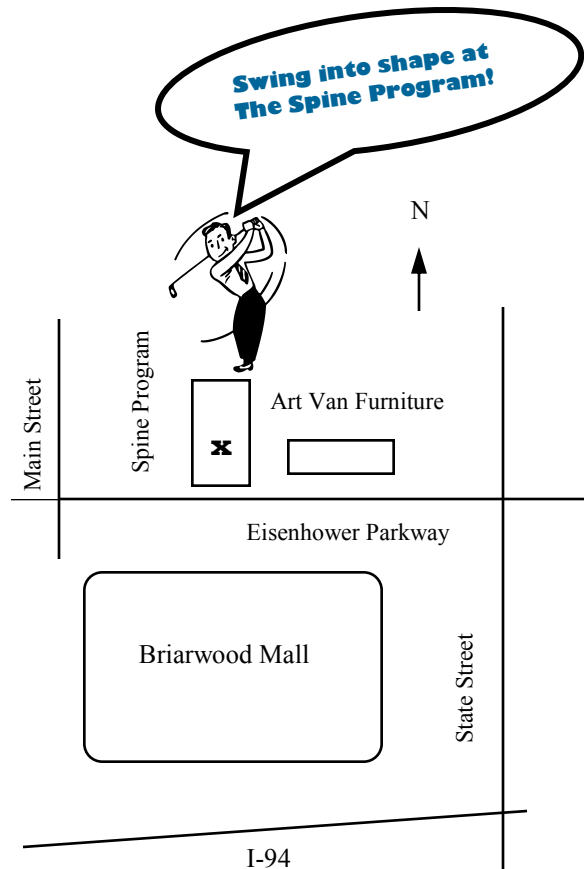 Swing into shape at
The Spine Program!
N
Main Street
Spine Program
Art Van Furniture
x
Eisenhower Parkway
Briarwood Mall
State Street
I-94